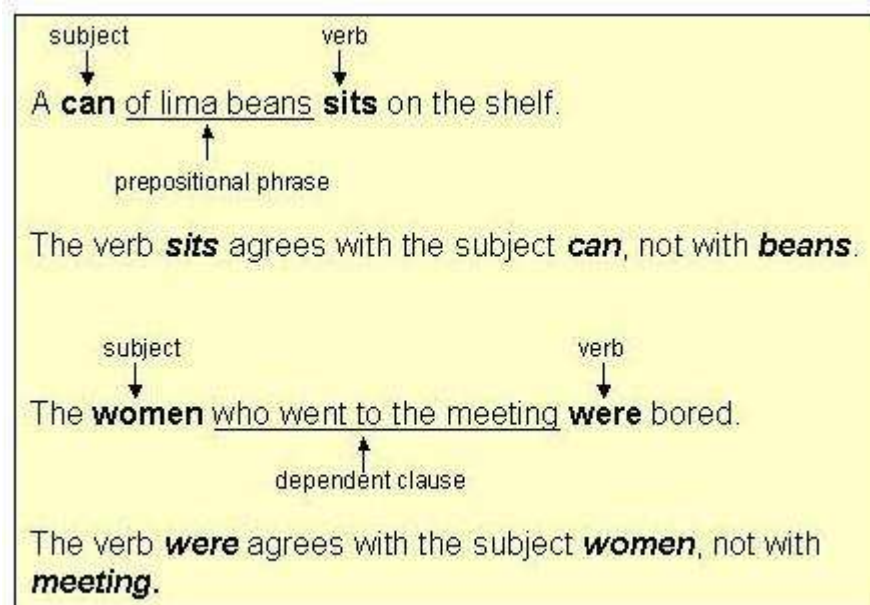 subject verb
A can of lima beans sits on the shelf.
prepositional phrase
The verb sits agrees with the subject can, not with beans.
subject verb
The women who went to the meeting were bored.
dependent clause
The verb were agrees with the subject women, not with
meeting.